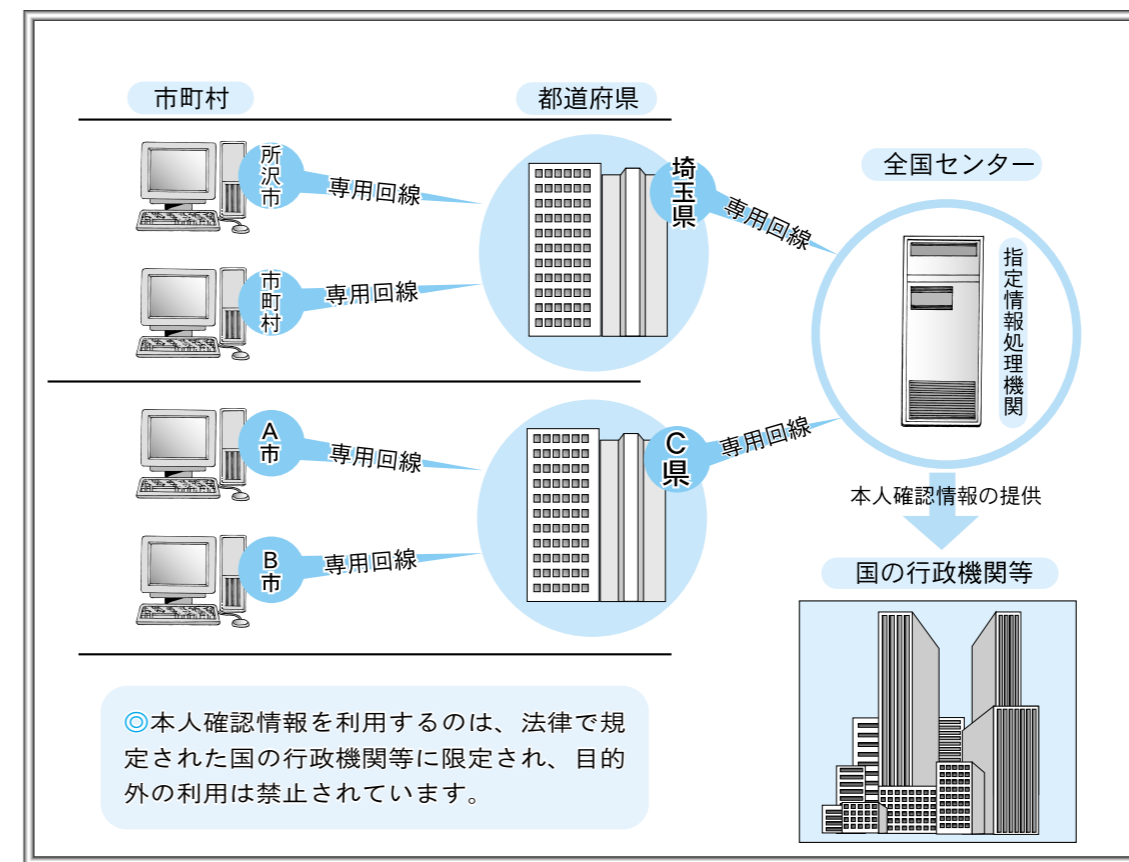 市町村
都道府県
全国センター
所沢市
専用回線
埼玉県
専用回線
市町村
専用回線
指定情報処理機関
A市
専用回線
C県
専用回線
B市
専用回線
本人確認情報の提供
国の行政機関等
◎本人確認情報を利用するのは、法律で規
定された国の行政機関等に限定され、目的
外の利用は禁止されています。